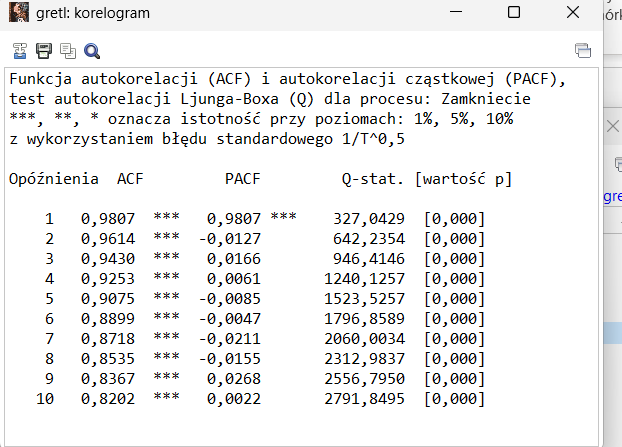 gretl: korelogram
Funkcja autokorelacji (ACF) i autokorelacji cząstkowej (PACF),
test autokorelacji Ljunga-Boxa (Q) dla procesu: Zamkniecie
***, **, * oznacza istotność przy poziomach: 1%, 5%, 10%
z wykorzystaniem błędu standardowego 1/T^0,5
Opóźnienia ACF PACF Q-stat. [wartość p]
1 0,9807 *** 0,9807 *** 327,0429 [0,000]
2 0,9614 *** -0,0127 642,2354 [0,000]
3 0,9430 *** 0,0166 946,4146 [0,000]
4 0,9253 *** 0,0061 1240,1257 [0,000]
5 0,9075 *** -0,0085 1523,5257 [0,000]
6 0,8899 *** -0,0047 1796,8589 [0,000]
7 0,8718 *** -0,0211 2060,0034 [0,000]
8 0,8535 *** -0,0155 2312,9837 [0,000]
9 0,8367 *** 0,0268 2556,7950 [0,000]
10 0,8202 *** 0,0022 2791,8495 [0,000]
gre